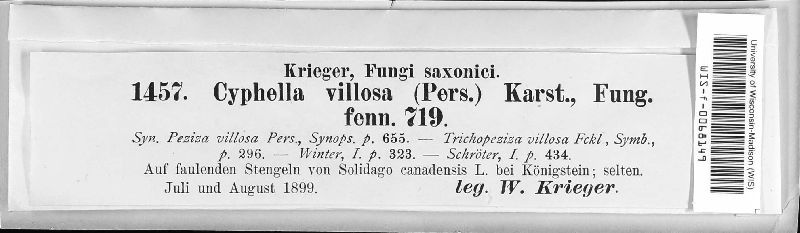 Krieger, Fungi saxonici.
1457. Cyphella villosa (Pers.) Karst., Fung.
fenn. 719.
Syn. Peziza villosa Pers., Synops. p. 655. — Trichopeziza villosa Fckl, Symb.,
p. 296. — Winter, I. p. 323. — Schröter, I. p. 434.
Auf faulenden Stengeln von Solidago canadensis L. bei Königstein; selten.
Juli und August 1899. leg. W. Krieger.
University of Wisconsin-Madison (WIS)
WIS-f-0068149